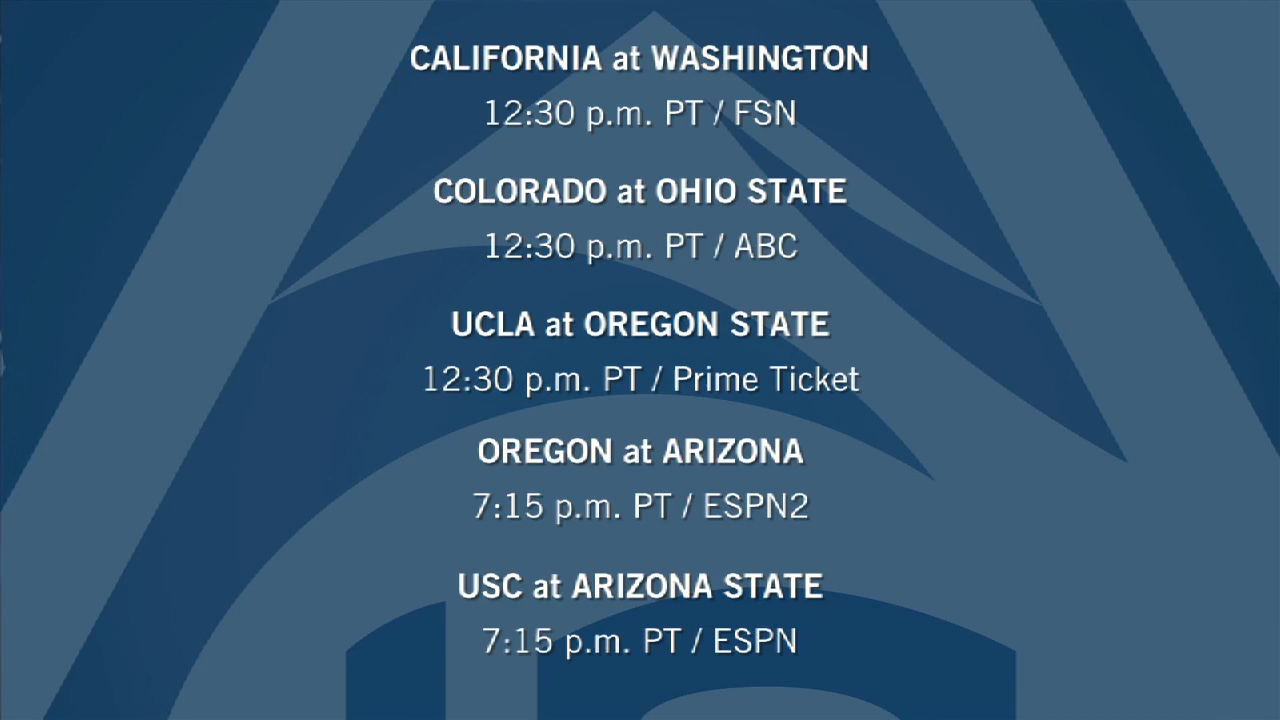 CALIFORNIA at WASHINGTON
12:30 p.m. PT / FSN
COLORADO at OHIO STATE
12:30 p.m. PT / ABC
UCLA at OREGON STATE
12:30 p.m. PT / Prime Ticket
OREGON at ARIZONA
7:15 p.m. PT / ESPN2
USC at ARIZONA STATE
7:15 p.m. PT / ESPN